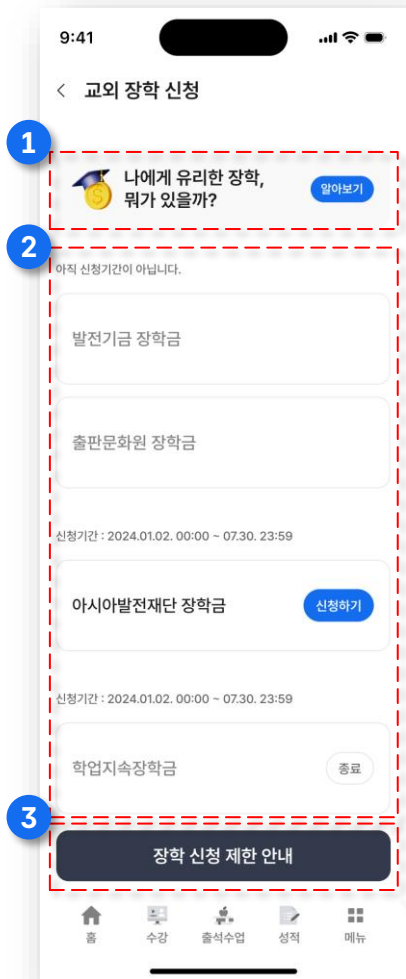 9:41
교외 장학 신청
1
나에게 유리한 장학,
뭐가 있을까?
알아보기
2
아직 신청기간이 아닙니다.
발전기금 장학금
출판문화원 장학금
신청기간 : 2024.01.02. 00:00 ~ 07.30. 23:59
아시아발전재단 장학금
신청하기
신청기간 : 2024.01.02. 00:00 ~ 07.30. 23:59
학업지속장학금
종료
3
장학 신청 제한 안내
홈 수강 출석수업 성적 메뉴